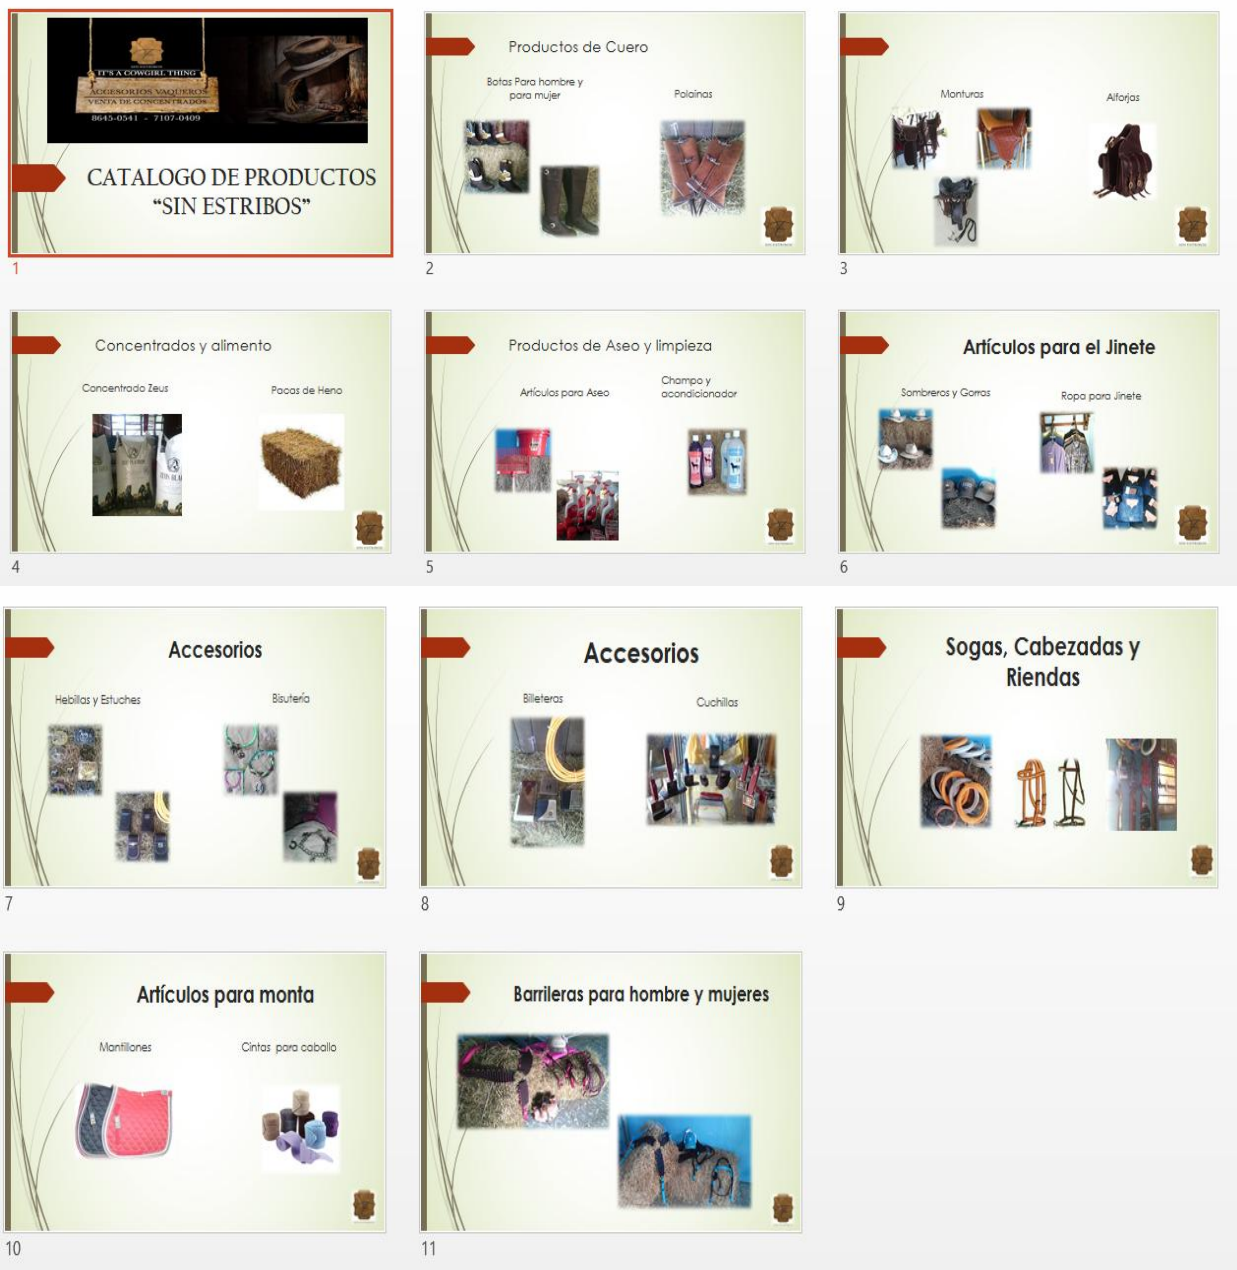 IT'S A COWGIRL THING
ACCESORIOS VAQUEROS
VENTA DE CONCENTRADOS
8645-0541 - 7107-0409
CATALOGO DE PRODUCTOS
“SIN ESTRIBOS”
1
Productos de Cuero
Botas Para hombre y
para mujer
Polainas
2
Monturas
Alforjas
3
Concentrados y alimento
Concentrado Zeus
Pacas de Heno
4
Productos de Aseo y limpieza
Artículos para Aseo
Champo y
acondicionador
5
Artículos para el Jinete
Sombreros y Gorras
Ropa para Jinete
6
Accesorios
Hebillas y Estuches
Bisutería
7
Accesorios
Billeteras
Cuchillas
8
Sogas, Cabezadas y
Riendas
9
Artículos para monta
Mantillones
Cintas para caballo
10
Barrileras para hombre y mujeres
11